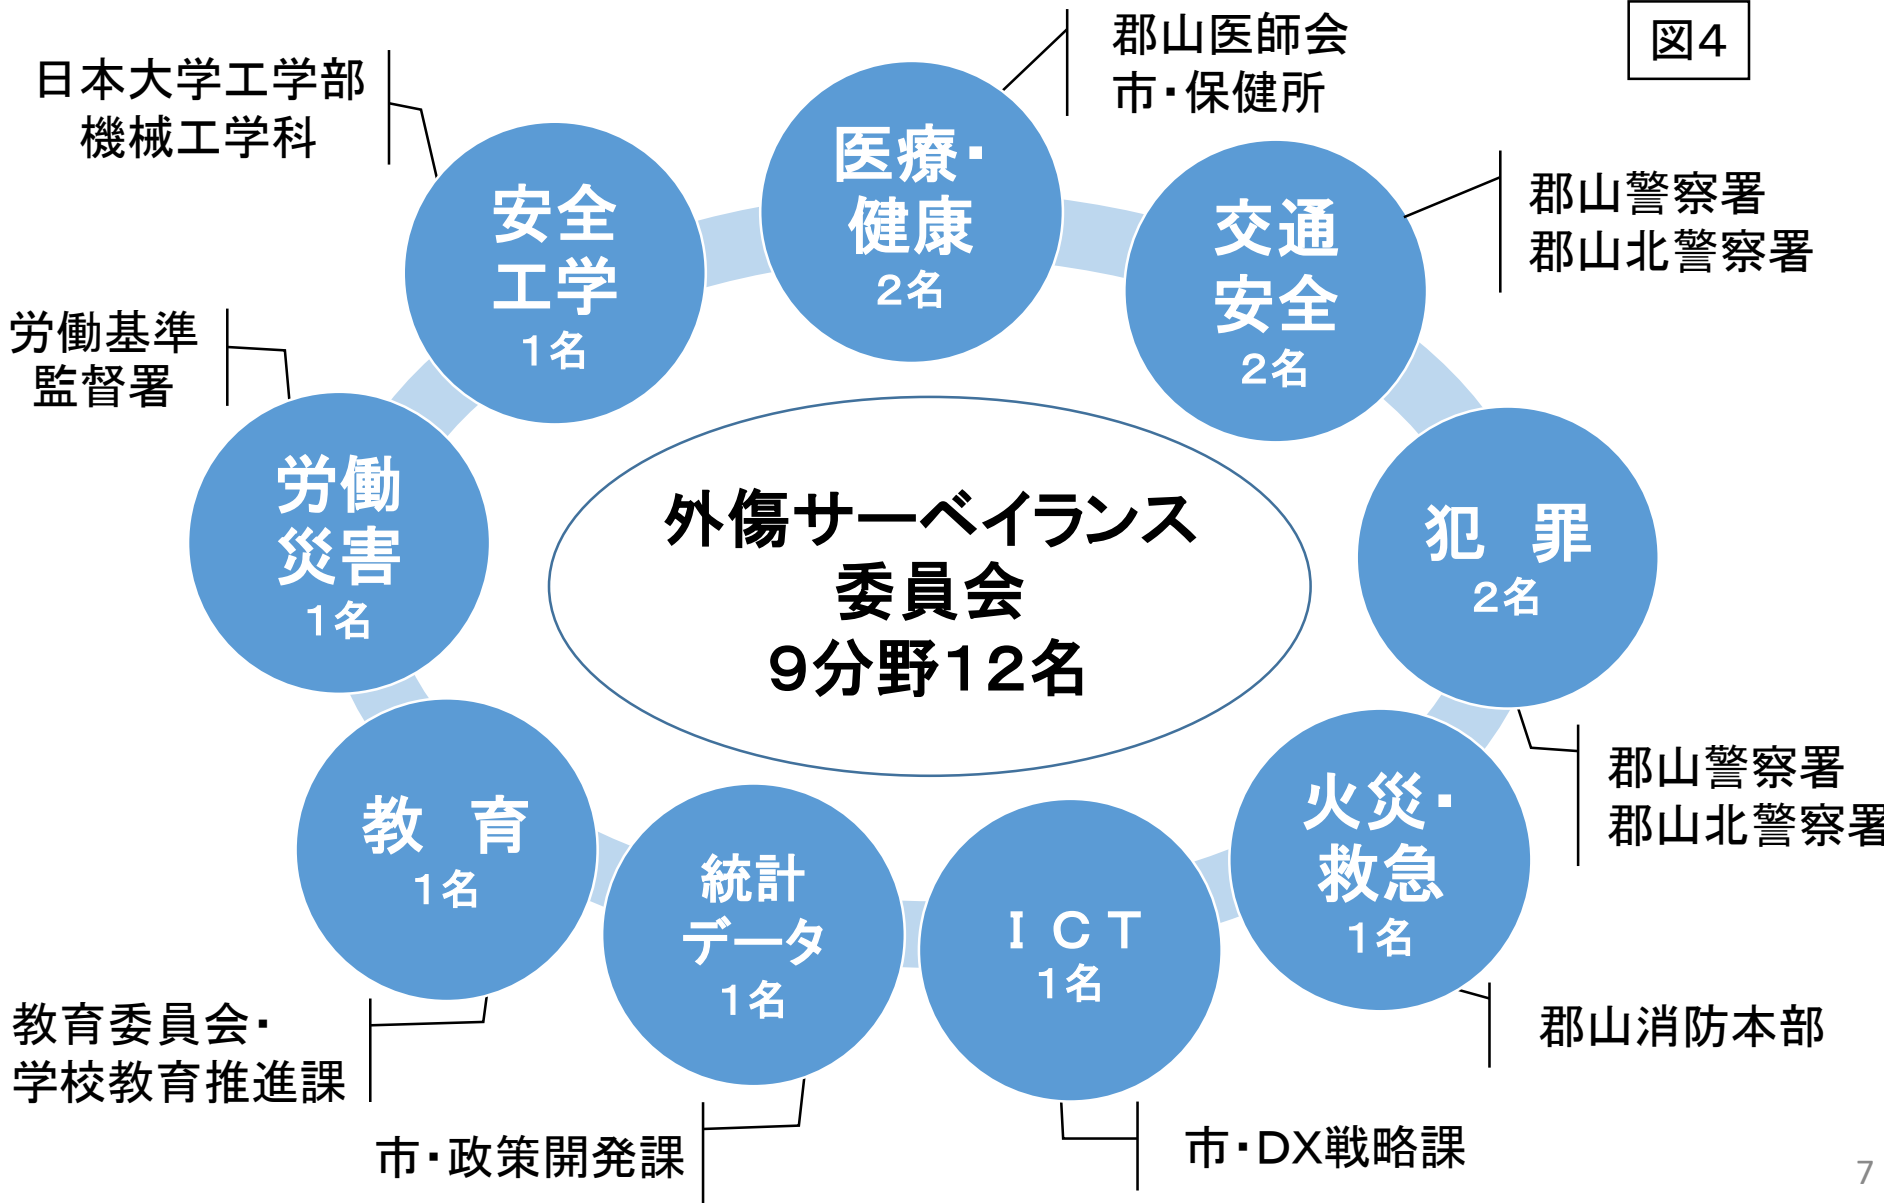 図4
日本大学工学部
機械工学科
郡山医師会
市・保健所
医療・
健康
2名
安全
工学
1名
交通
安全
2名
郡山警察署
郡山北警察署
労働基準
監督署
労働
災害
1名
外傷サーベイランス
委員会
9分野12名
犯　罪
2名
郡山警察署
郡山北警察署
教　育
1名
統計
データ
1名
ＩＣＴ
1名
火災・
救急
1名
教育委員会・
学校教育推進課
市・政策開発課
市・DX戦略課
郡山消防本部
7